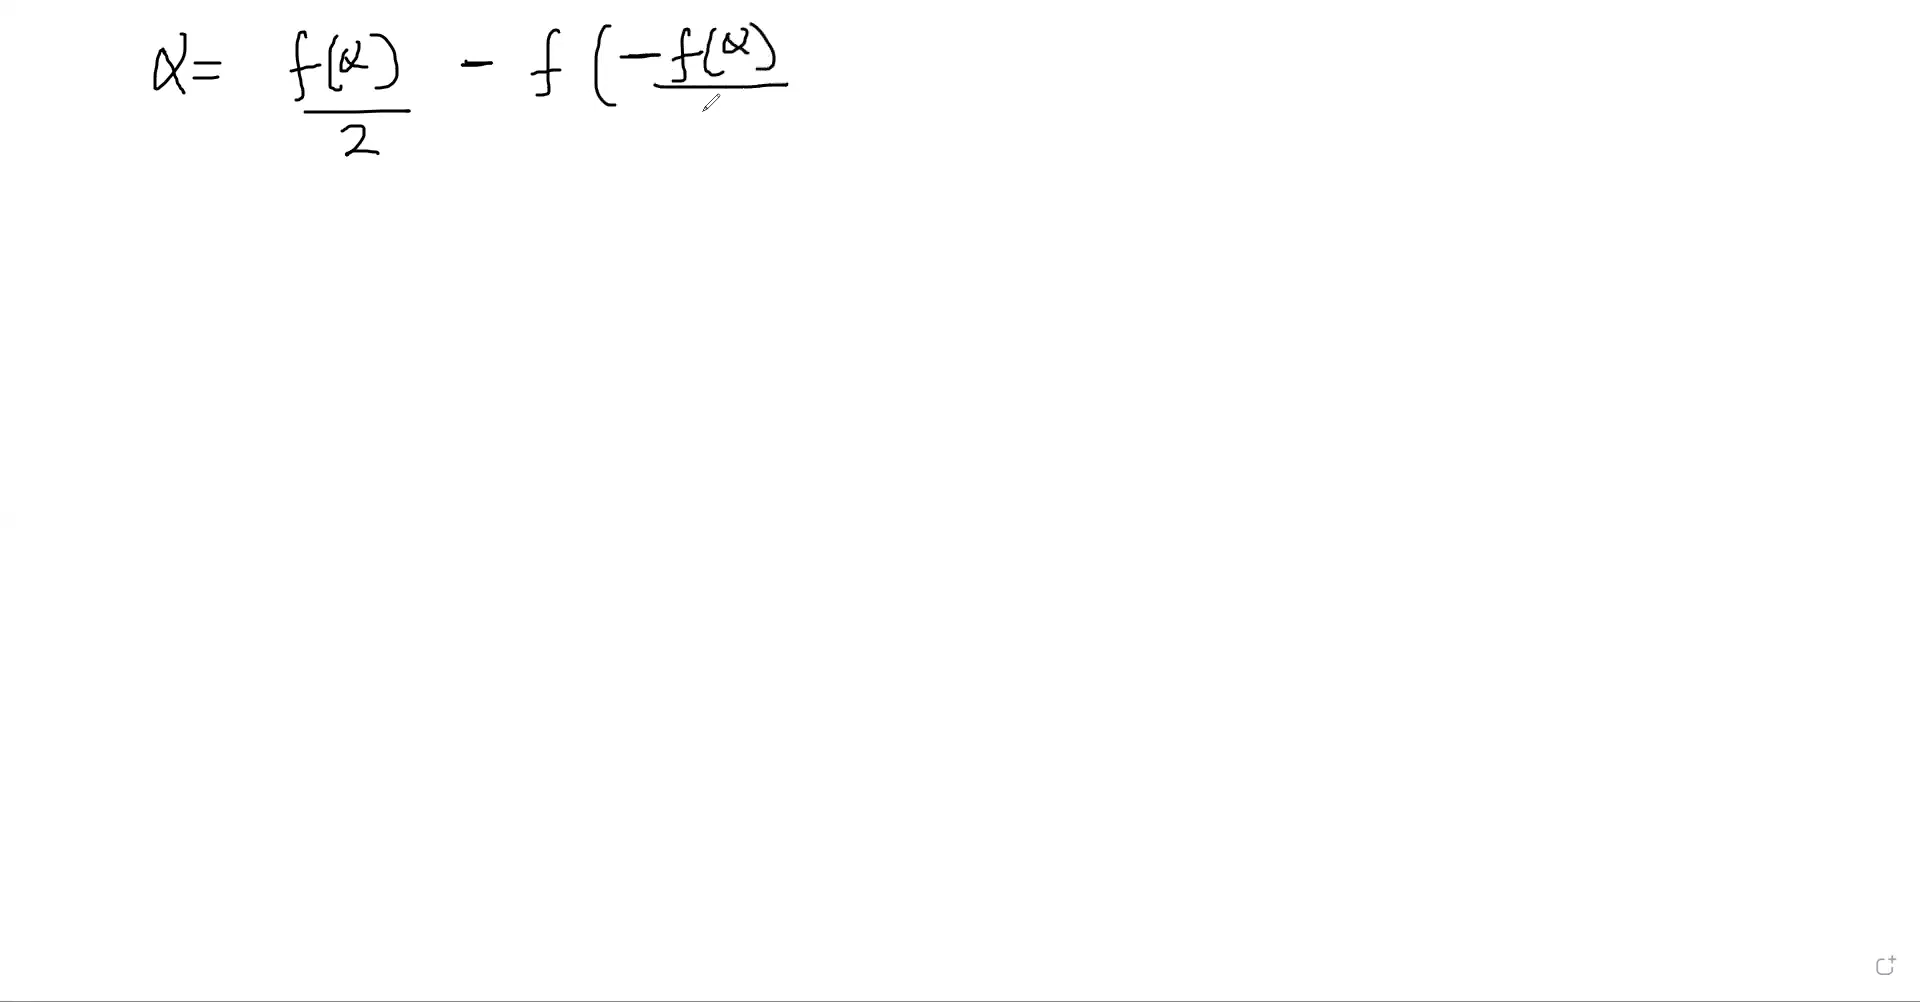 α = f(α)/2 - f(-f(α)/